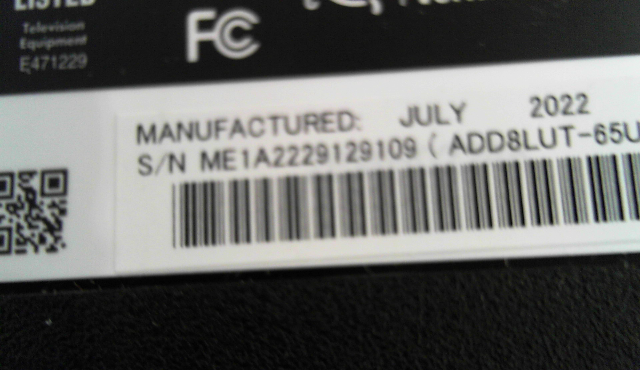 LISTED
Television
Equipment
E471229
FC
MANUFACTURED: JULY 2022
S/N ME1A2229129109 ( ADD8LUT-65U